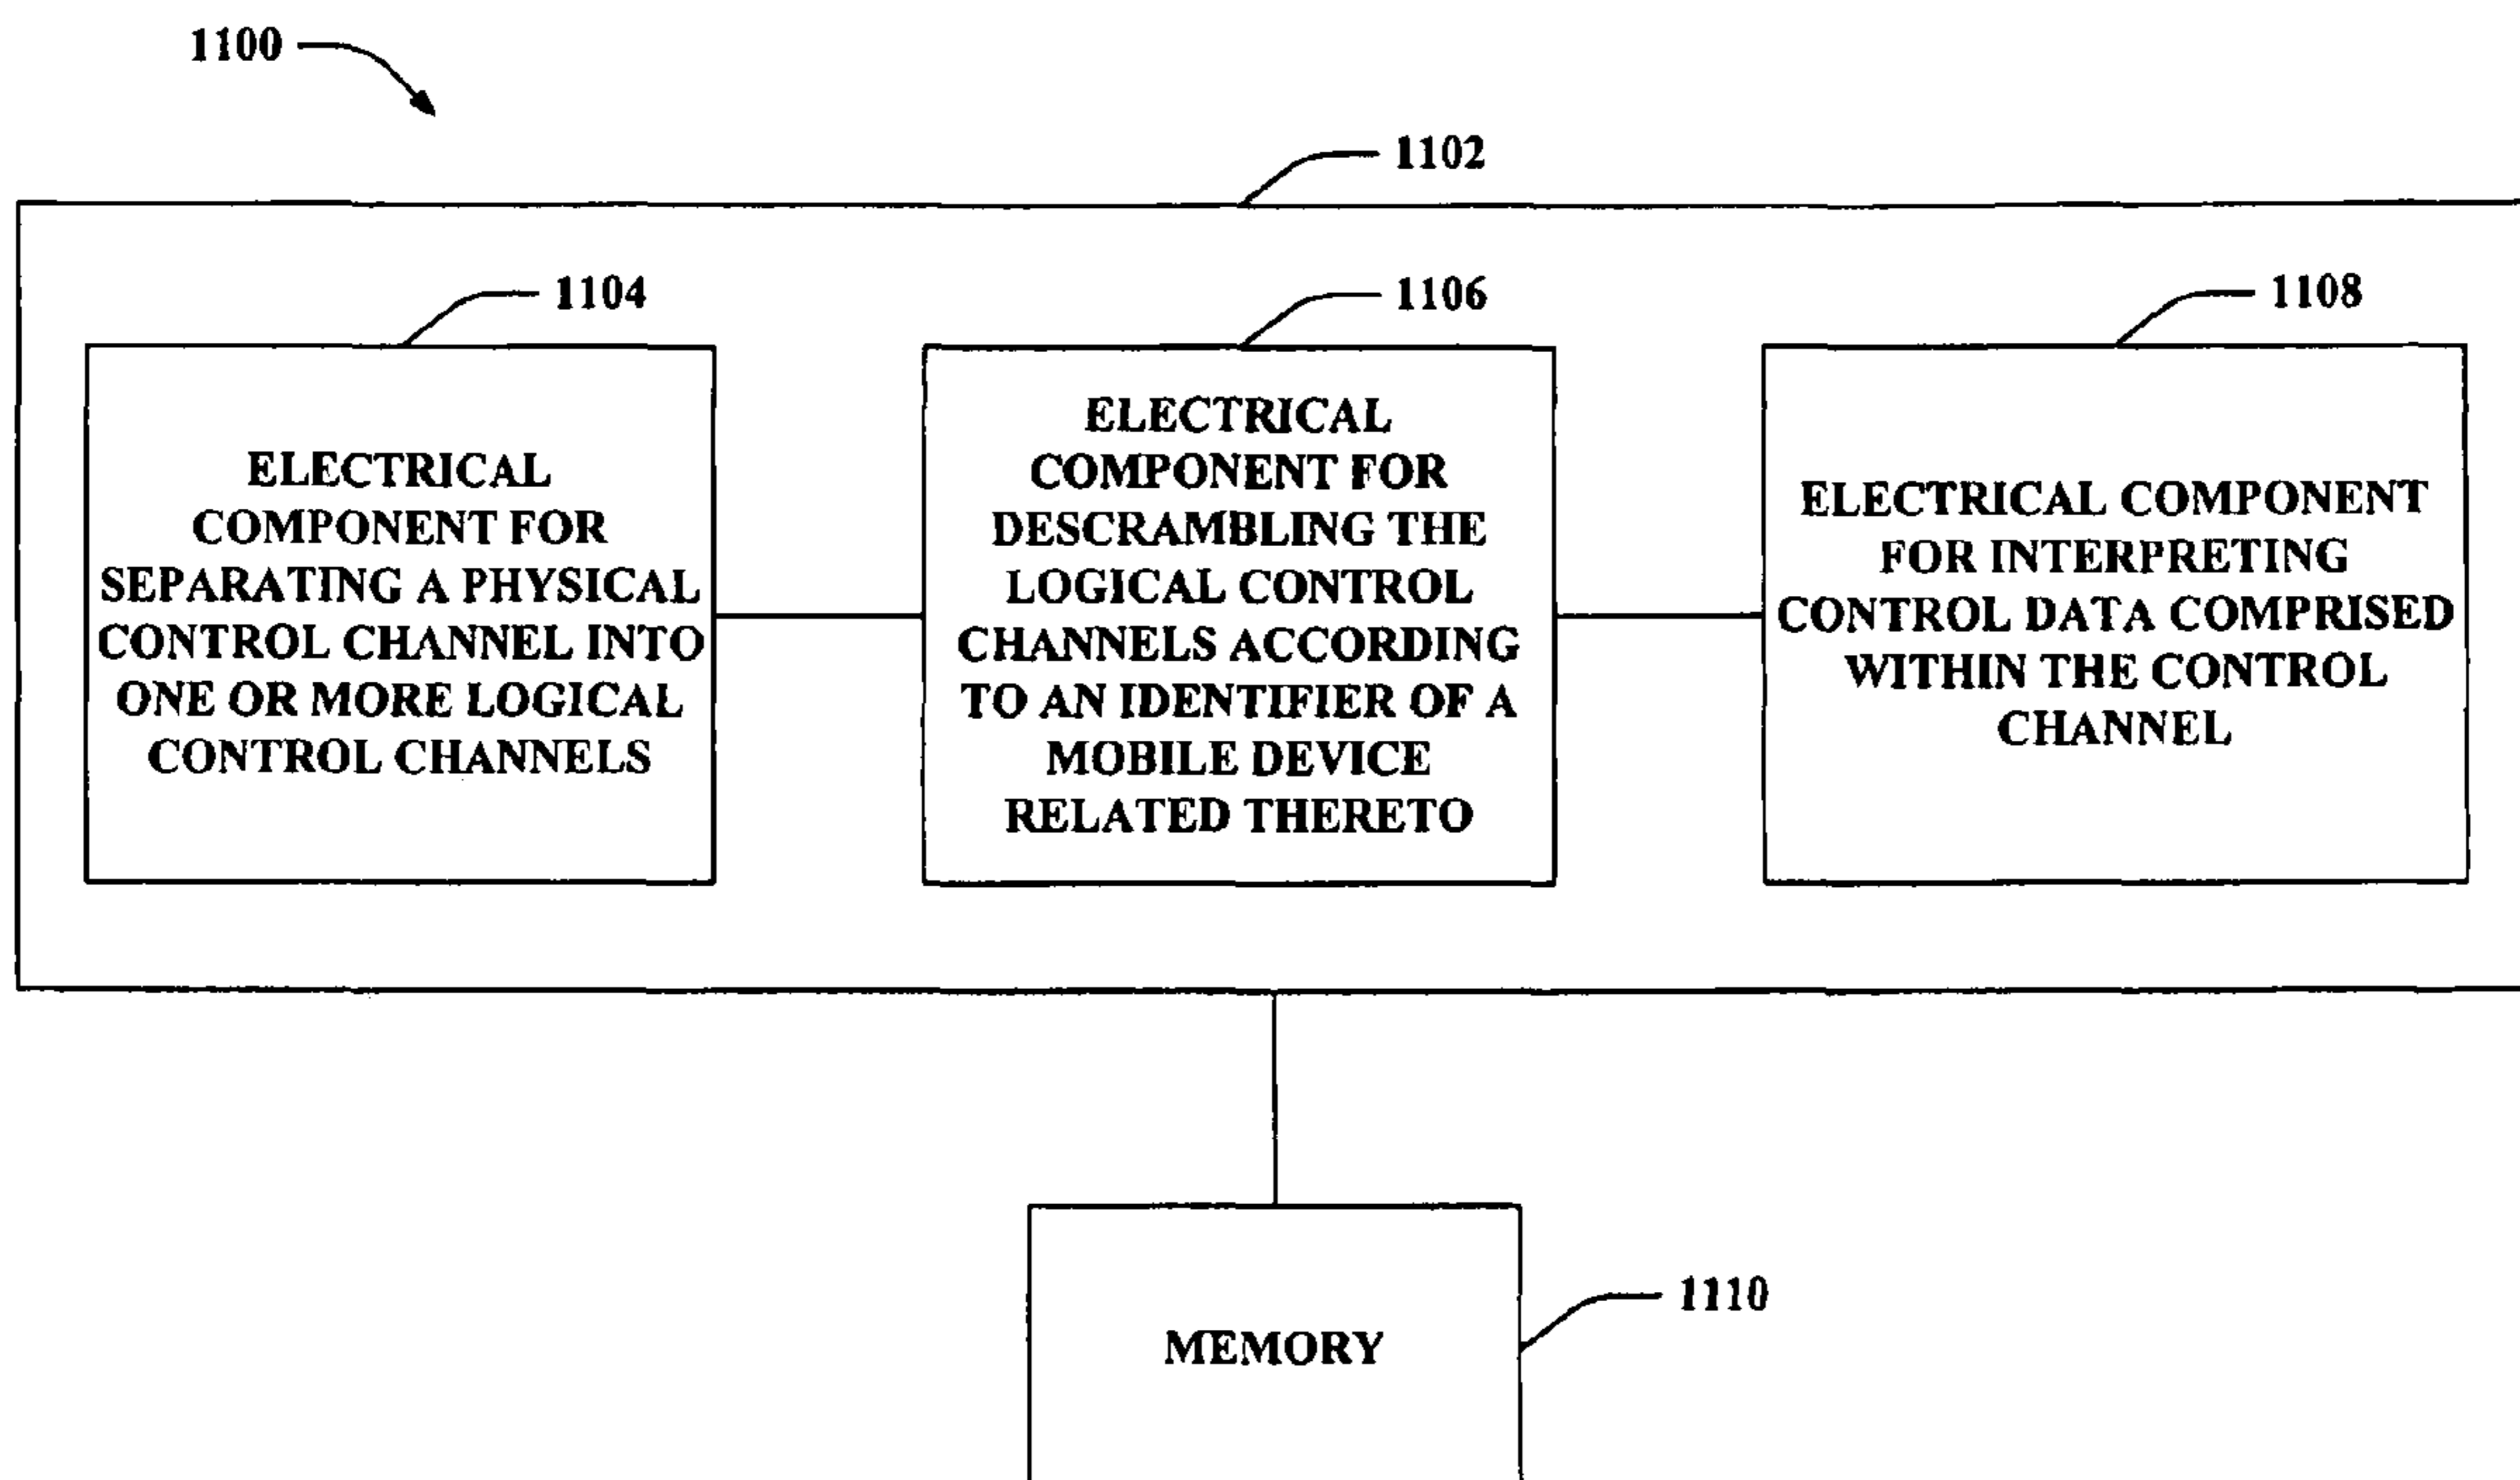 1100
1102
1104
1106
1108
ELECTRICAL
COMPONENT FOR
SEPARATING A PHYSICAL
CONTROL CHANNEL INTO
ONE OR MORE LOGICAL
CONTROL CHANNELS
ELECTRICAL
COMPONENT FOR
DESCRAMBLING THE
LOGICAL CONTROL
CHANNELS ACCORDING
TO AN IDENTIFIER OF A
MOBILE DEVICE
RELATED THERETO
ELECTRICAL COMPONENT
FOR INTERPRETING
CONTROL DATA COMPRISED
WITHIN THE CONTROL
CHANNEL
1110
MEMORY